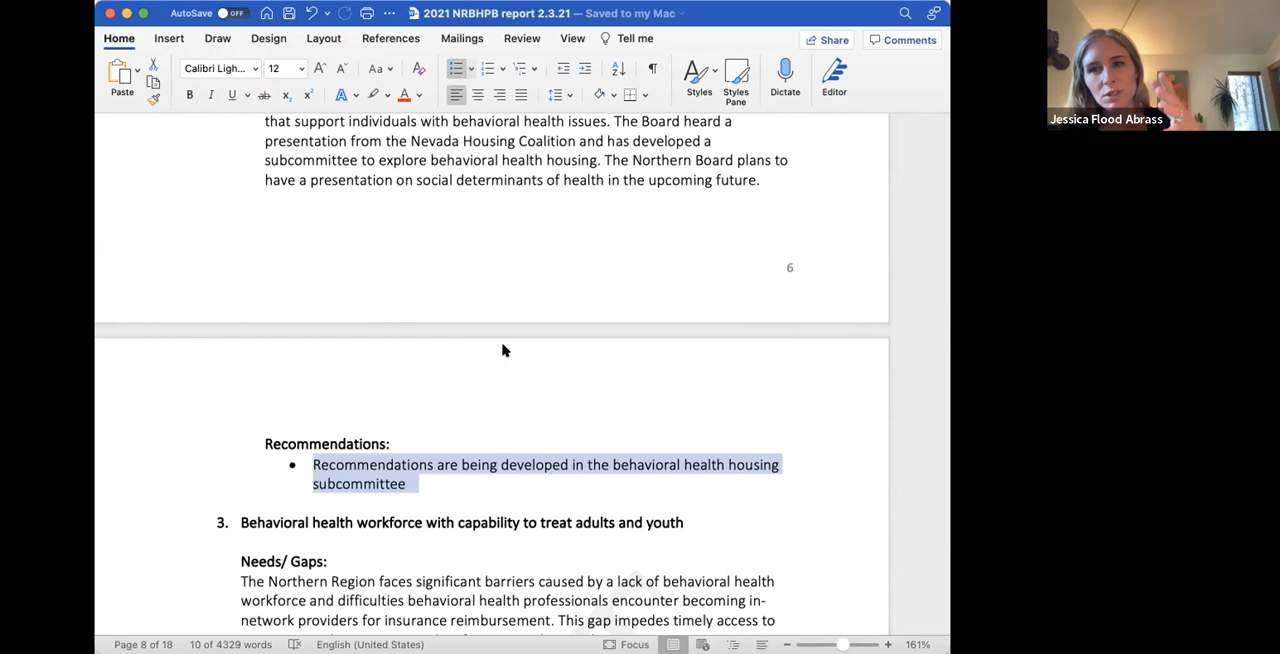 AutoSave OFF 2021 NRBHPB report 2.3.21 — Saved to my Mac
Home Insert Draw Design Layout References Mailings Review View Tell me Share Comments
Paste Calibri Ligh... 12 Aa Styles Styles Pane Dictate Editor
B I U ab x₂ x² A A
Jessica Flood Abrass
that support individuals with behavioral health issues. The Board heard a
presentation from the Nevada Housing Coalition and has developed a
subcommittee to explore behavioral health housing. The Northern Board plans to
have a presentation on social determinants of health in the upcoming future.
6
Recommendations:
• Recommendations are being developed in the behavioral health housing
subcommittee
3. Behavioral health workforce with capability to treat adults and youth
Needs/ Gaps:
The Northern Region faces significant barriers caused by a lack of behavioral health
workforce and difficulties behavioral health professionals encounter becoming in-
network providers for insurance reimbursement. This gap impedes timely access to
Page 8 of 18 10 of 4329 words English (United States) Focus 161%